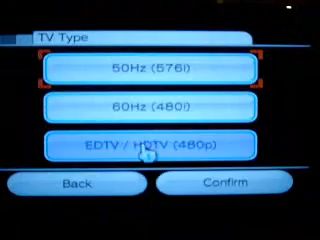 TV Type
50Hz (576i)
60Hz (480i)
EDTV / HDTV (480p)
Back
Confirm